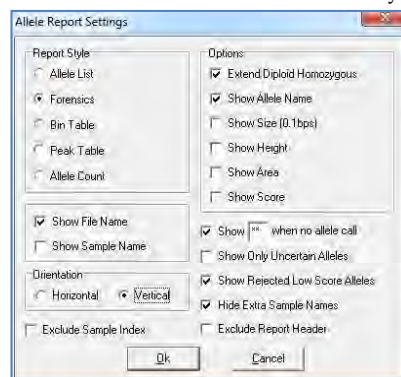 Allele Report Settings
Report Style
Allele List
Forensics
Bin Table
Peak Table
Allele Count
Show File Name
Show Sample Name
Orientation
Horizontal Vertical
Exclude Sample Index
Options
Extend Diploid Homozygous
Show Allele Name
Show Size (0.1bps)
Show Height
Show Area
Show Score
Show ** when no allele call
Show Only Uncertain Alleles
Show Rejected Low Score Alleles
Hide Extra Sample Names
Exclude Report Header
Ok Cancel